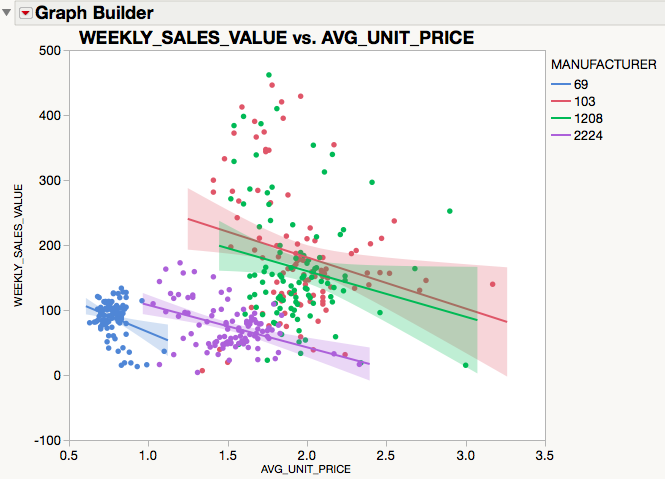 Graph Builder
WEEKLY_SALES_VALUE vs. AVG_UNIT_PRICE
MANUFACTURER
69
103
1208
2224
WEEKLY_SALES_VALUE
500
400
300
200
100
0
-100
0.5 1.0 1.5 2.0 2.5 3.0 3.5
AVG_UNIT_PRICE